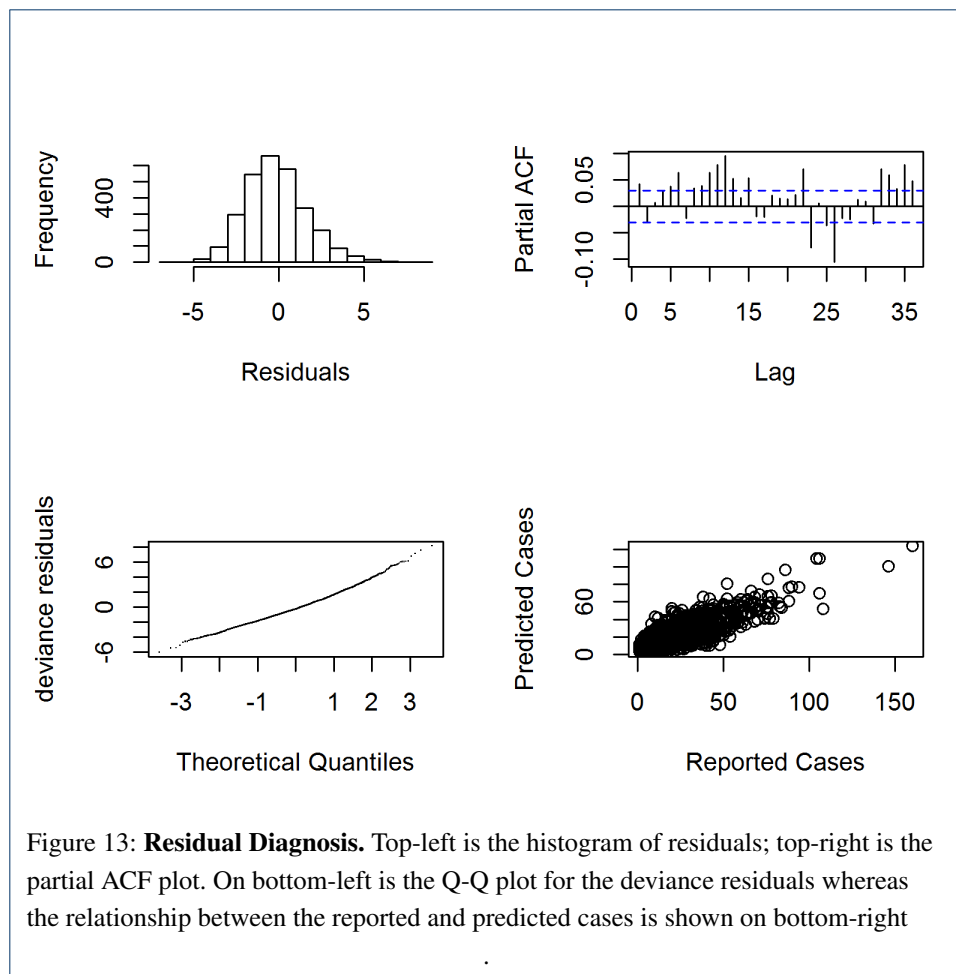 Frequency
400
0
-5 0 5
Residuals
Partial ACF
0.05
-0.10
0 5 15 25 35
Lag
deviance residuals
6
0
-6
-3 -1 1 2 3
Theoretical Quantiles
Predicted Cases
60
0
0 50 100 150
Reported Cases
Figure 13: Residual Diagnosis. Top-left is the histogram of residuals; top-right is the
partial ACF plot. On bottom-left is the Q-Q plot for the deviance residuals whereas
the relationship between the reported and predicted cases is shown on bottom-right
.